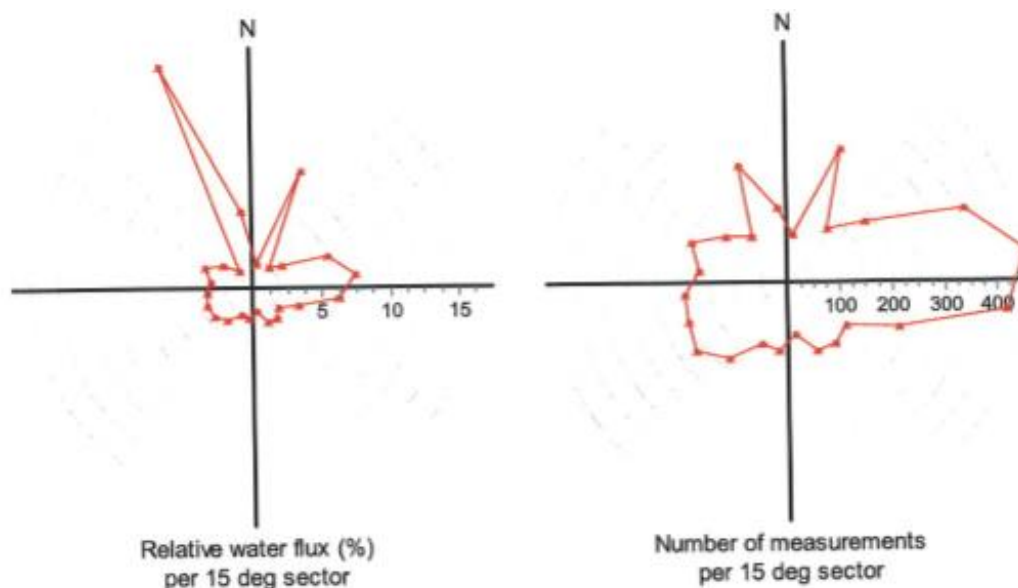 N
5 10 15
Relative water flux (%)
per 15 deg sector
N
100 200 300 400
Number of measurements
per 15 deg sector